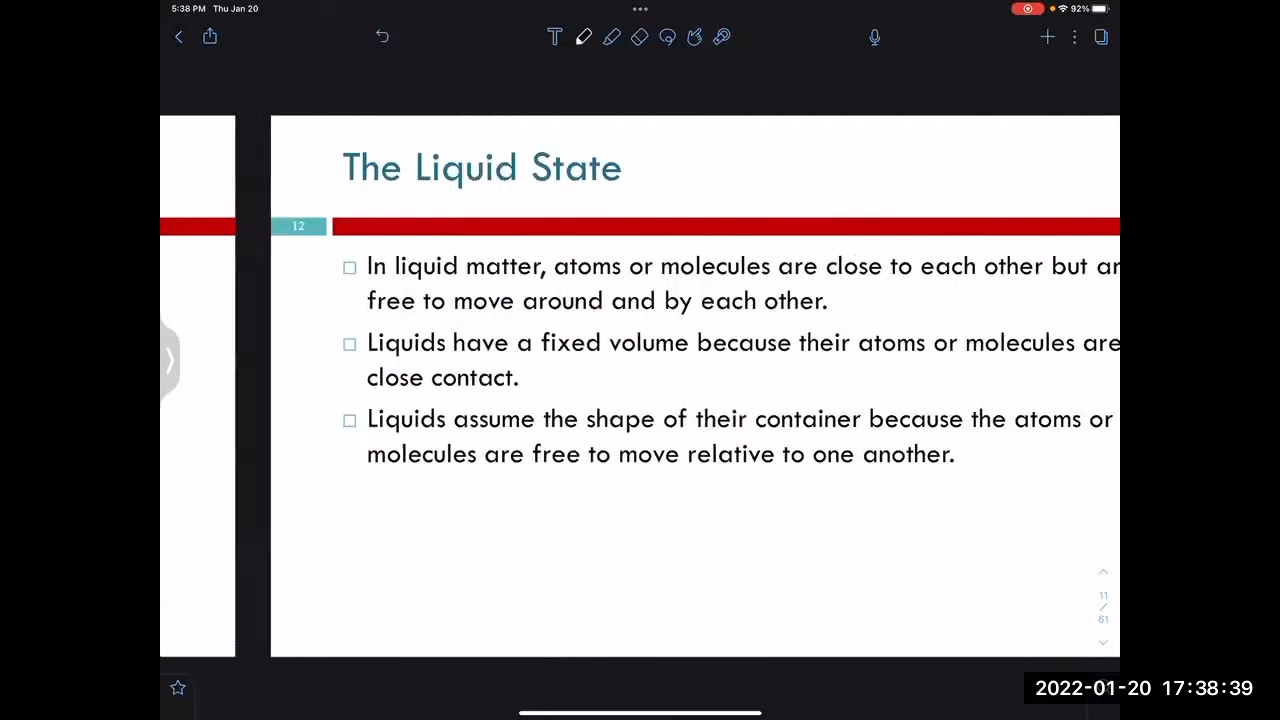 5:38 PM Thu Jan 20
92%
The Liquid State
12
In liquid matter, atoms or molecules are close to each other but
free to move around and by each other.
Liquids have a fixed volume because their atoms or molecules are
close contact.
Liquids assume the shape of their container because the atoms or
molecules are free to move relative to one another.
11
/
61
2022-01-20 17:38:39